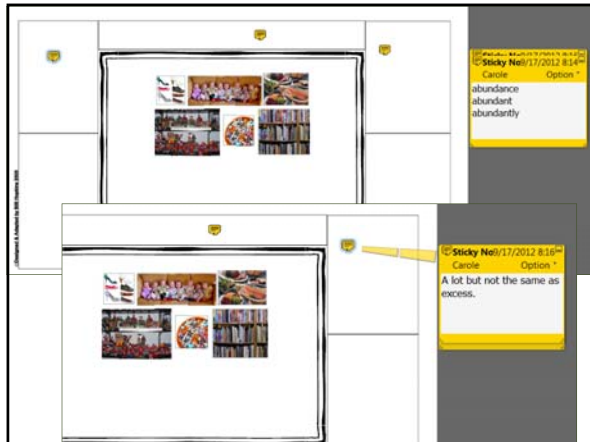 Sticky No9/17/2012 8:14
Carole Option
abundance
abundant
abundantly
Sticky No9/17/2012 8:16
Carole Option
A lot but not the same as
excess.